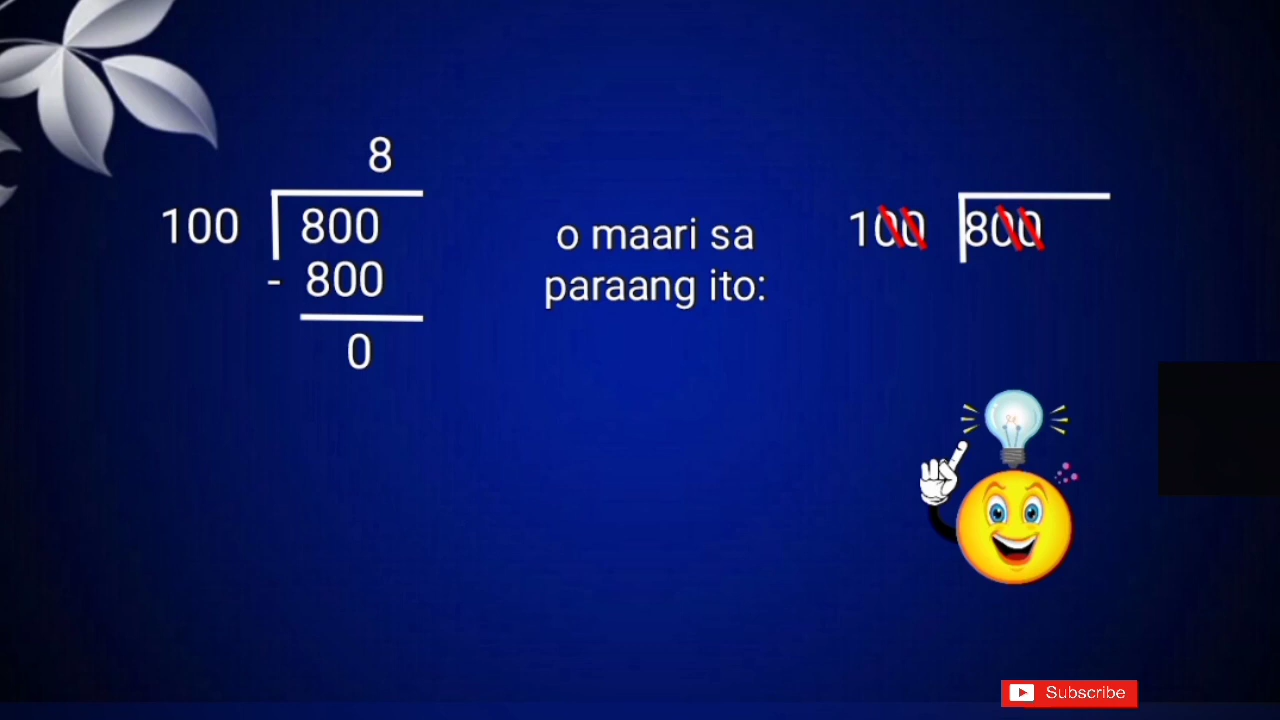 8
100 800
- 800
0
o maari sa
paraang ito:
100 800
Subscribe